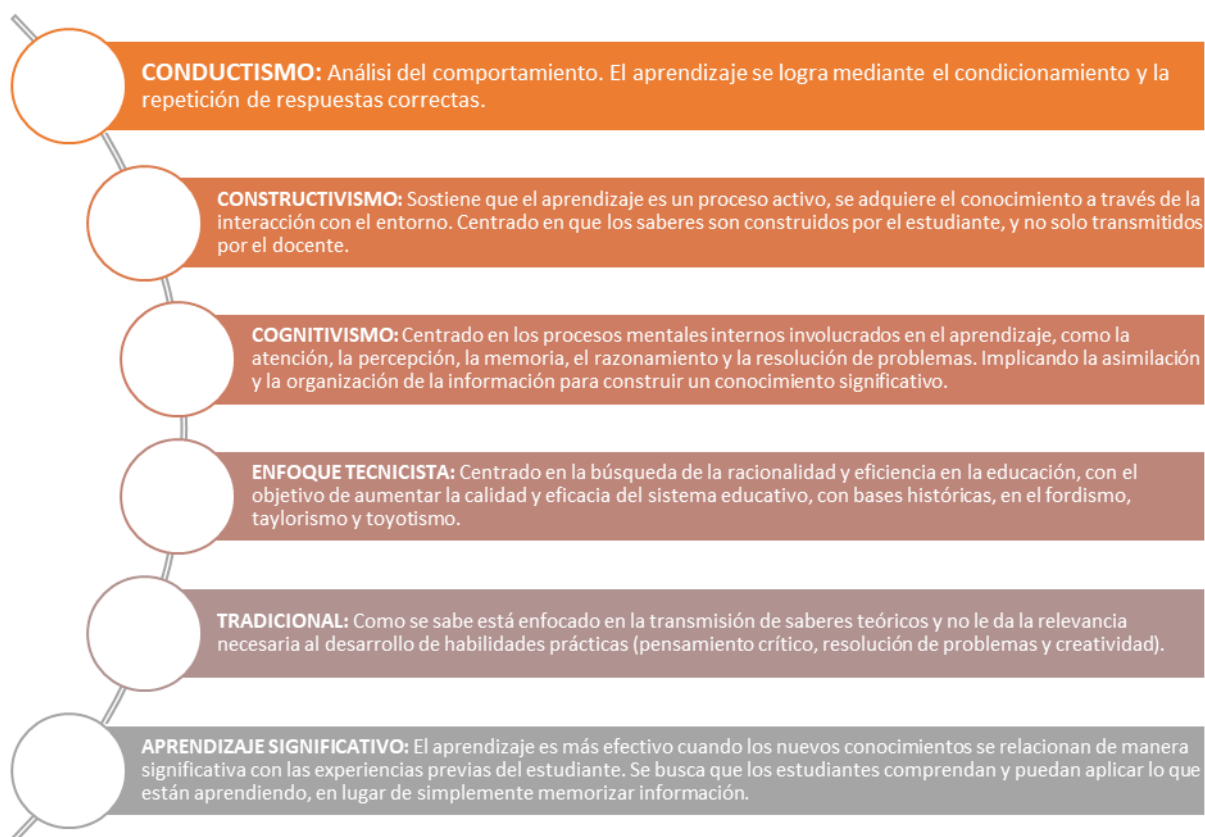 CONDUCTISMO: Análisi del comportamiento. El aprendizaje se logra mediante el condicionamiento y la
repetición de respuestas correctas.
CONSTRUCTIVISMO: Sostiene que el aprendizaje es un proceso activo, se adquiere el conocimiento a través de la
interacción con el entorno. Centrado en que los saberes son construidos por el estudiante, y no solo transmitidos
por el docente.
COGNITIVISMO: Centrado en los procesos mentales internos involucrados en el aprendizaje, como la
atención, la percepción, la memoria, el razonamiento y la resolución de problemas. Implicando la asimilación
y la organización de la información para construir un conocimiento significativo.
ENFOQUE TECNICISTA: Centrado en la búsqueda de la racionalidad y eficiencia en la educación, con el
objetivo de aumentar la calidad y eficacia del sistema educativo, con bases históricas, en el fordismo,
taylorismo y toyotismo.
TRADICIONAL: Como se sabe está enfocado en la transmisión de saberes teóricos y no le da la relevancia
necesaria al desarrollo de habilidades prácticas (pensamiento crítico, resolución de problemas y creatividad).
APRENDIZAJE SIGNIFICATIVO: El aprendizaje es más efectivo cuando los nuevos conocimientos se relacionan de manera
significativa con las experiencias previas del estudiante. Se busca que los estudiantes comprendan y puedan aplicar lo que
están aprendiendo, en lugar de simplemente memorizar información.